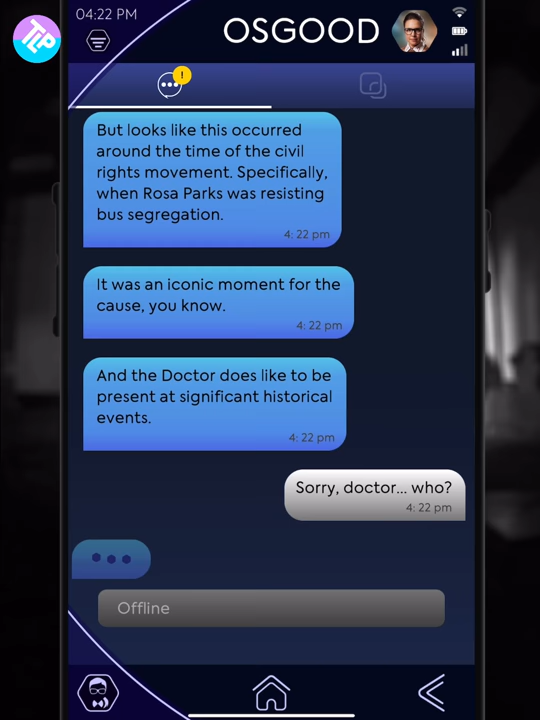 04:22 PM
OSGOOD
TLP
!
But looks like this occurred
around the time of the civil
rights movement. Specifically,
when Rosa Parks was resisting
bus segregation.
4: 22 pm
It was an iconic moment for the
cause, you know.
4: 22 pm
And the Doctor does like to be
present at significant historical
events.
4: 22 pm
Sorry, doctor... who?
4: 22 pm
Offline